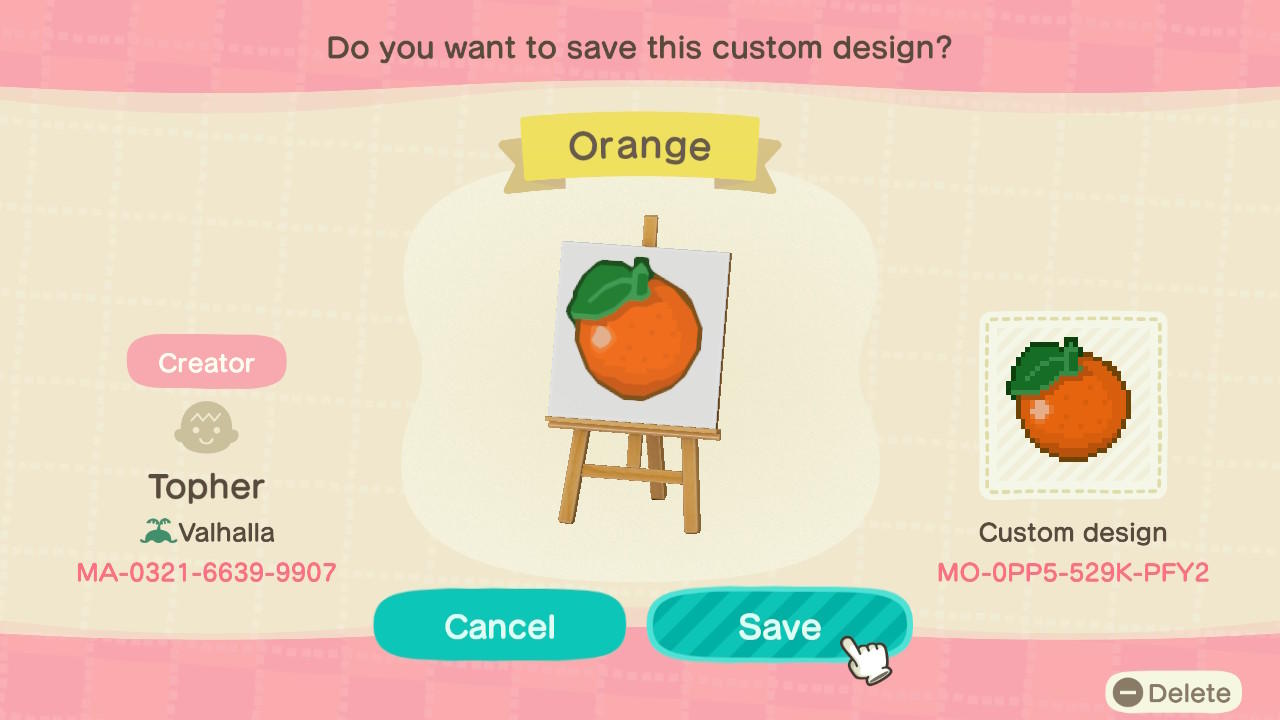 Do you want to save this custom design?
Orange
Creator
Topher
Valhalla
MA-0321-6639-9907
Custom design
MO-0PP5-529K-PFY2
Cancel
Save
Delete